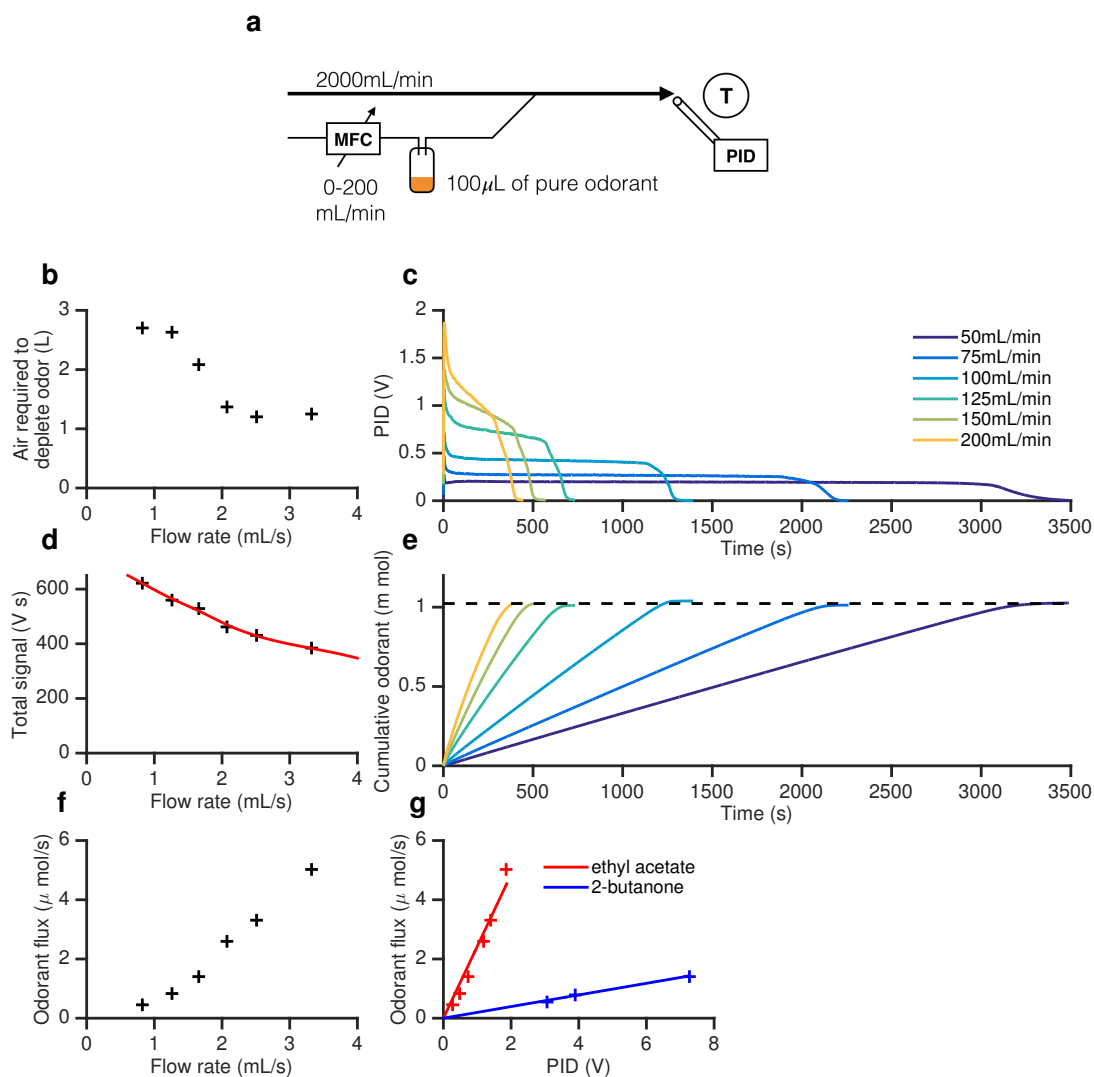 a
2000mL/min
T
MFC
PID
0-200
mL/min
100μL of pure odorant
b
Air required to
deplete odor (L)
3
2
1
0
0 1 2 3 4
Flow rate (mL/s)
c
PID (V)
2
1.5
1
0.5
0
0 500 1000 1500 2000 2500 3000 3500
Time (s)
50mL/min
75mL/min
100mL/min
125mL/min
150mL/min
200mL/min
d
Total signal (V s)
600
400
200
0
0 1 2 3 4
Flow rate (mL/s)
e
Cumulative odorant (m mol)
1
0.5
0
0 500 1000 1500 2000 2500 3000 3500
Time (s)
f
Odorant flux (μ mol/s)
6
4
2
0
0 1 2 3 4
Flow rate (mL/s)
g
Odorant flux (μ mol/s)
6
4
2
0
0 2 4 6 8
PID (V)
ethyl acetate
2-butanone